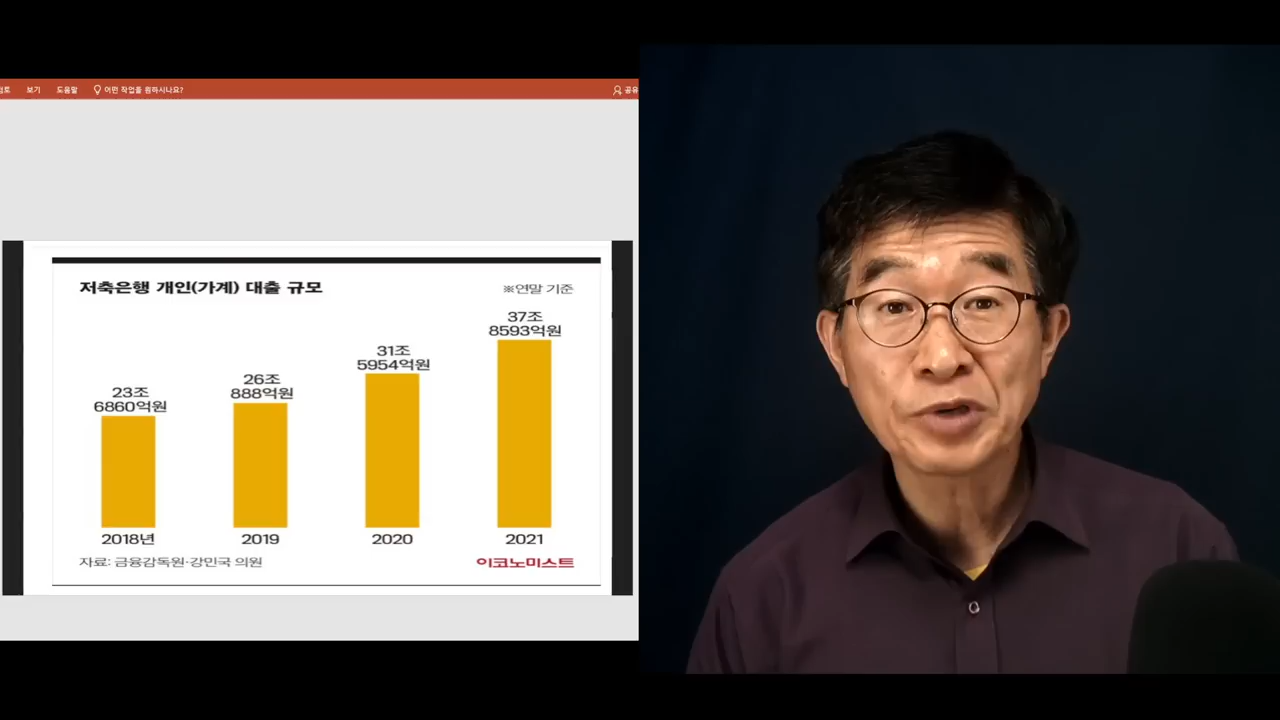 검토 보기 도움말 어떤 작업을 원하시나요? 공유
저축은행 개인(가계) 대출 규모
※연말 기준
23조
6860억원
26조
888억원
31조
5954억원
37조
8593억원
2018년 2019 2020 2021
자료: 금융감독원·강민국 의원
이코노미스트